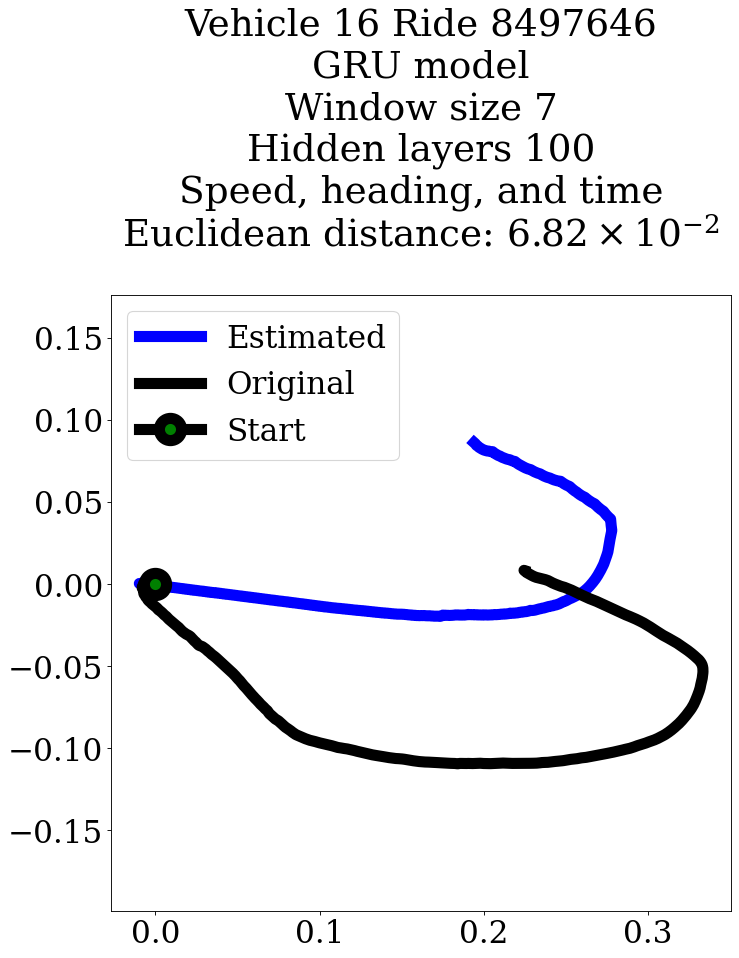 Vehicle 16 Ride 8497646
GRU model
Window size 7
Hidden layers 100
Speed, heading, and time
Euclidean distance: 6.82 × 10⁻²
Estimated
Original
Start
0.15
0.10
0.05
0.00
−0.05
−0.10
−0.15
0.0 0.1 0.2 0.3